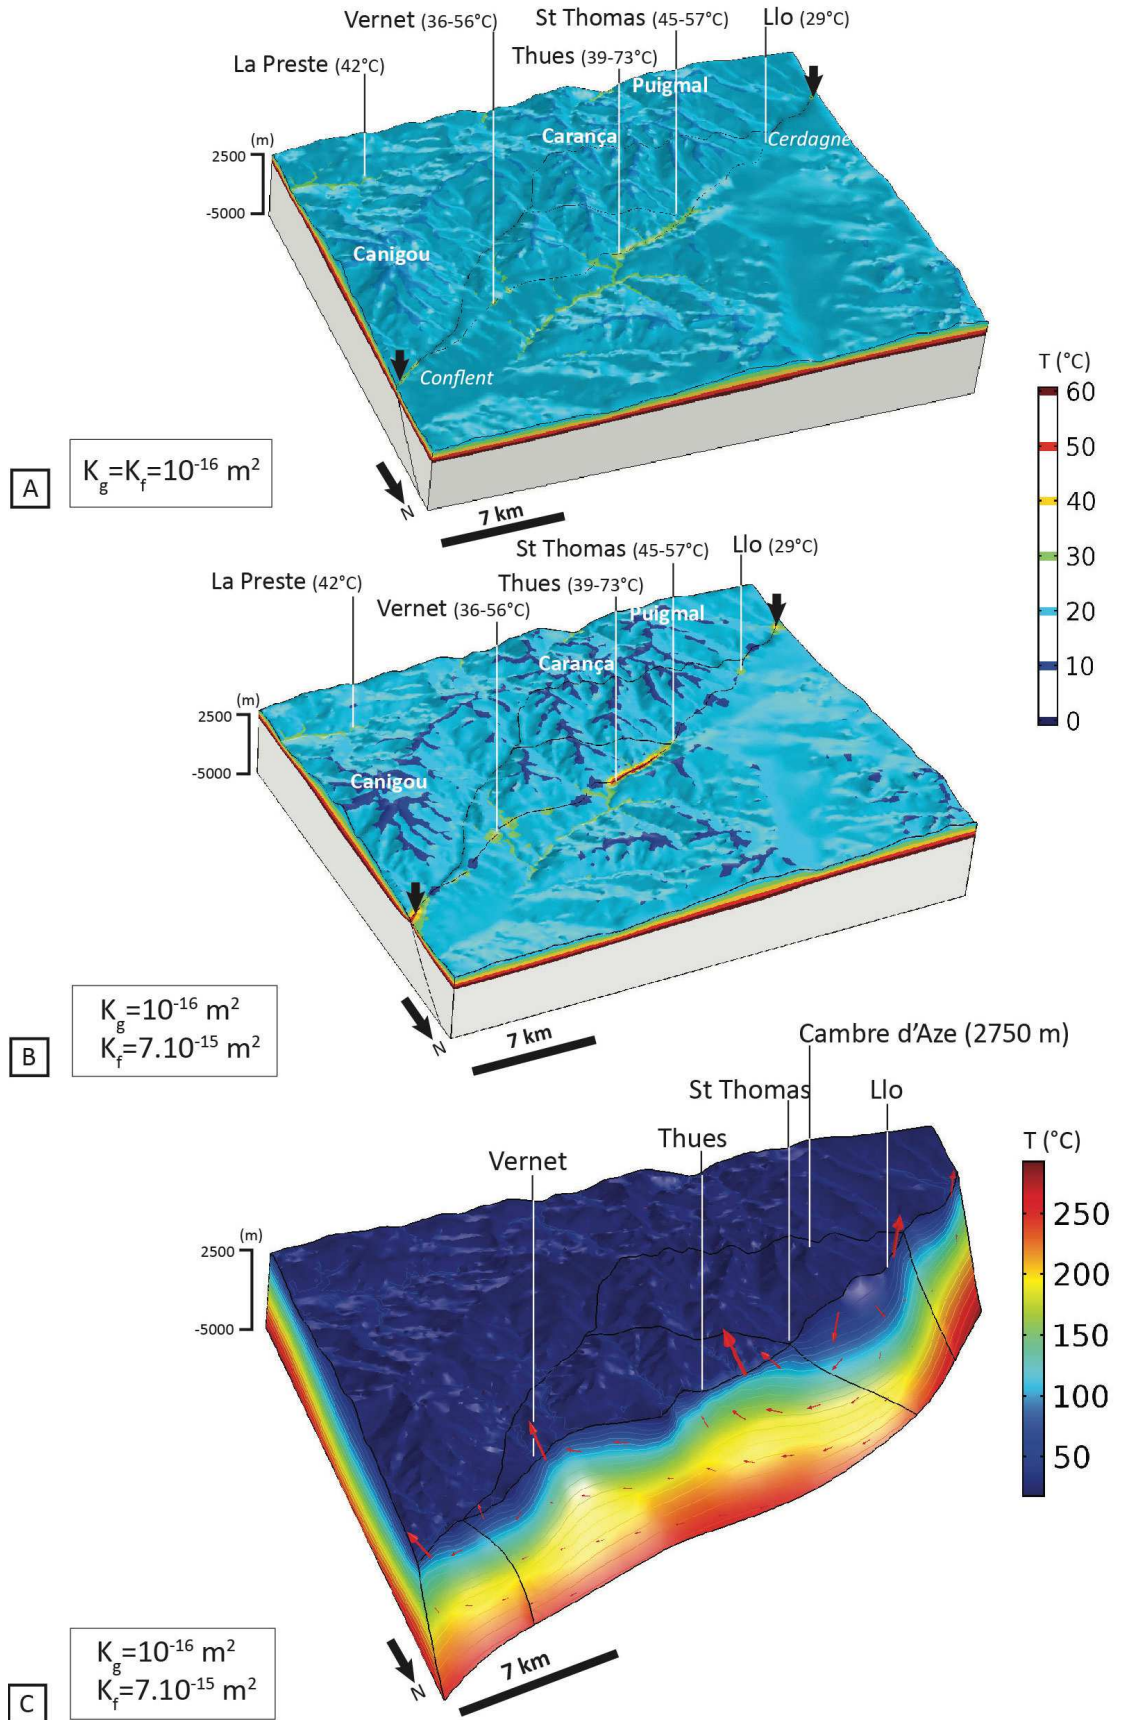 Vernet (36-56°C)
St Thomas (45-57°C)
Llo (29°C)
La Preste (42°C)
Thues (39-73°C)
Puigmal
Carança
Cerdagne
(m)
2500
-5000
Canigou
Conflent
T (°C)
60
50
40
30
20
10
0
A
Kg=Kf=10-16 m2
N
7 km
St Thomas (45-57°C)
Llo (29°C)
La Preste (42°C)
Thues (39-73°C)
Vernet (36-56°C)
Puigmal
Carança
(m)
2500
-5000
Canigou
B
Kg=10-16 m2
Kf=7.10-15 m2
N
7 km
Cambre d'Aze (2750 m)
St Thomas
Llo
Thues
Vernet
T (°C)
250
200
150
100
50
(m)
2500
-5000
C
Kg=10-16 m2
Kf=7.10-15 m2
N
7 km